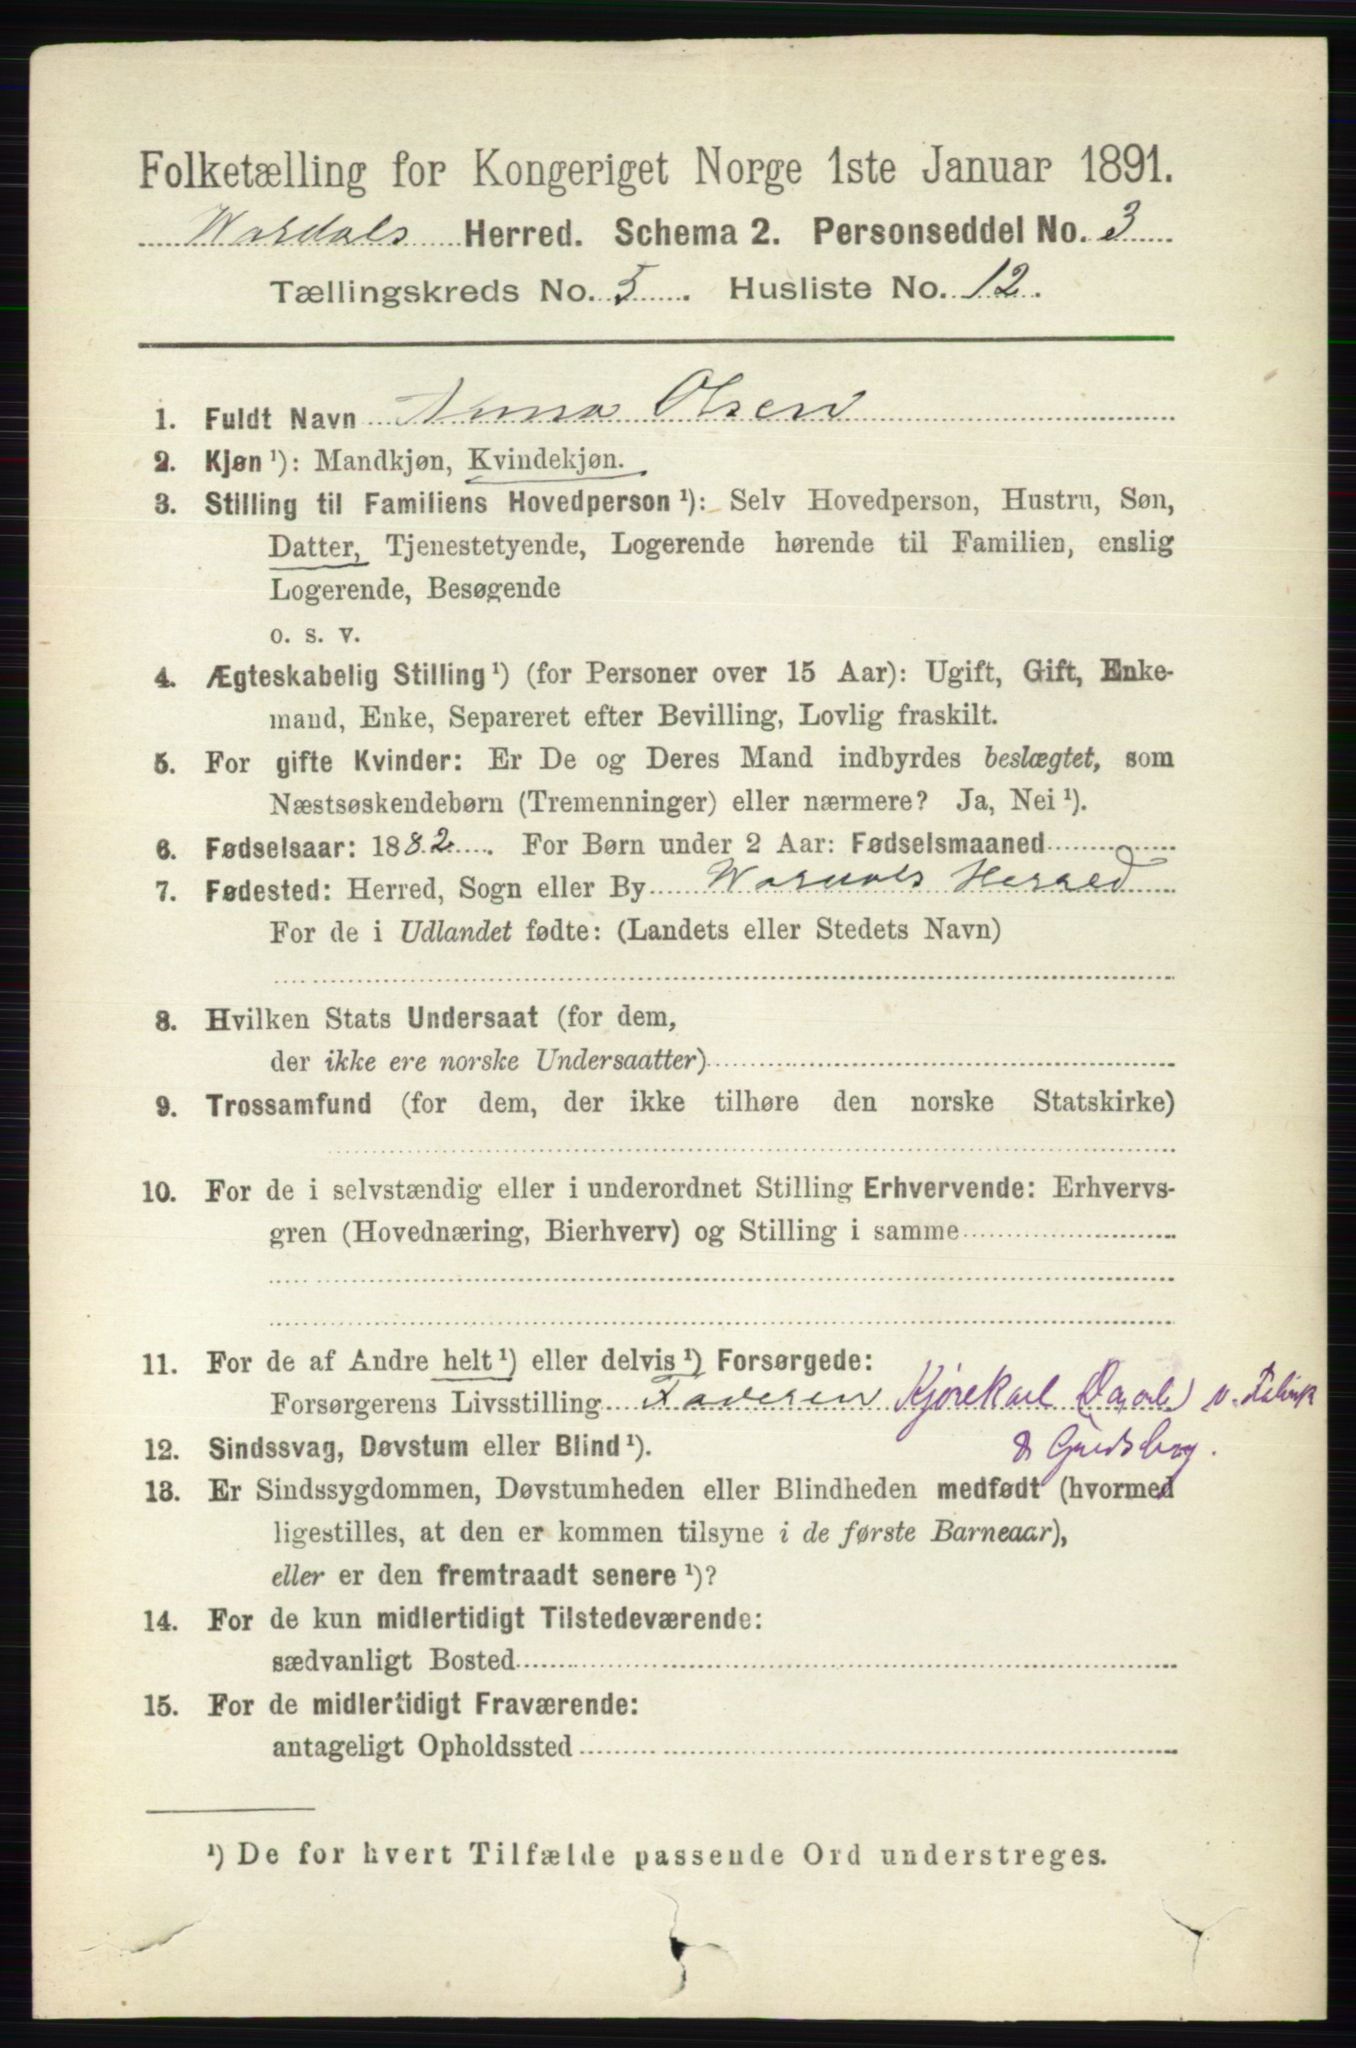 Folketælling for Kongeriget Norge 1ste Januar 1891.
Wardals Herred. Schema 2. Personseddel No. 3
Tællingskreds No. 5. Husliste No. 12.
1. Fuldt Navn Anna Olsen
2. Kjøn ¹): Mandkjøn, Kvindekjøn.
3. Stilling til Familiens Hovedperson ¹): Selv Hovedperson, Hustru, Søn,
Datter, Tjenestetyende, Logerende hørende til Familien, enslig
Logerende, Besøgende
o. s. v.
4. Ægteskabelig Stilling ¹) (for Personer over 15 Aar): Ugift, Gift, Enke-
mand, Enke, Separeret efter Bevilling, Lovlig fraskilt.
5. For gifte Kvinder: Er De og Deres Mand indbyrdes beslægtet, som
Næstsøskendebørn (Tremenninger) eller nærmere? Ja, Nei ¹).
6. Fødselsaar: 1882. For Børn under 2 Aar: Fødselsmaaned
7. Fødested: Herred, Sogn eller By Wardals Herred
For de i Udlandet fødte: (Landets eller Stedets Navn)
8. Hvilken Stats Undersaat (for dem,
der ikke ere norske Undersaatter)
9. Trossamfund (for dem, der ikke tilhøre den norske Statskirke)
10. For de i selvstændig eller i underordnet Stilling Erhvervende: Erhvervs-
gren (Hovednæring, Bierhverv) og Stilling i samme
11. For de af Andre helt ¹) eller delvis ¹) Forsørgede:
Forsørgerens Livsstilling Faderen Kjørekarl v.
12. Sindssvag, Døvstum eller Blind ¹).
13. Er Sindssygdommen, Døvstumheden eller Blindheden medfødt (hvormed
ligestilles, at den er kommen tilsyne i de første Barneaar),
eller er den fremtraadt senere ¹)?
14. For de kun midlertidigt Tilstedeværende:
sædvanligt Bosted
15. For de midlertidigt Fraværende:
antageligt Opholdssted
¹) De for hvert Tilfælde passende Ord understreges.